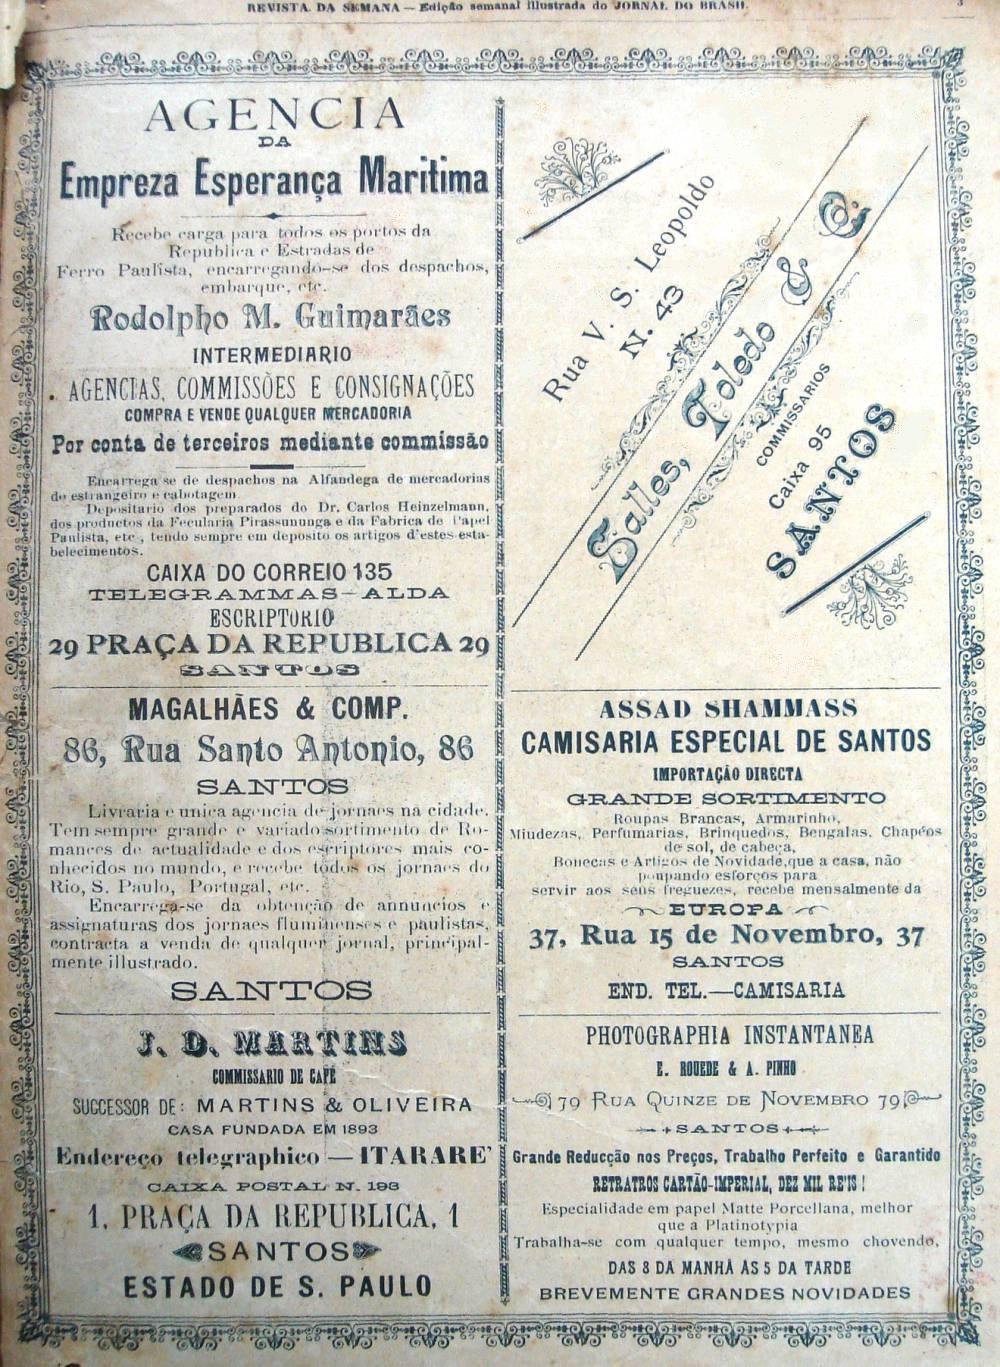 REVISTA DA SEMANA — Edição semanal illustrada do JORNAL DO BRASIL
3
AGENCIA
DA
Empreza Esperança Maritima
Recebe carga para todos os portos da
Republica e Estradas de
Ferro Paulista, encarregando-se dos despachos,
embarque, etc.
Rodolpho M. Guimarães
INTERMEDIARIO
AGENCIAS, COMMISSÕES E CONSIGNAÇÕES
COMPRA E VENDE QUALQUER MERCADORIA
Por conta de terceiros mediante commissão
Encarrega se de despachos na Alfandega de mercadorias
do estrangeiro e cabotagem
Depositario dos preparados do Dr. Carlos Heinzelmann,
dos productos da Fecularia Pirassununga e da Fabrica de Papel
Paulista, etc, tendo sempre em deposito os artigos d'estes esta-
belecimentos.
CAIXA DO CORREIO 135
TELEGRAMMAS—ALDA
ESCRIPTORIO
29 PRAÇA DA REPUBLICA 29
SANTOS
MAGALHÃES & COMP.
86, Rua Santo Antonio, 86
SANTOS
Livraria e unica agencia de jornaes na cidade.
Tem sempre grande e variado sortimento de Ro-
mances de actualidade e dos escriptores mais co-
nhecidos no mundo, e recebe todos os jornaes do
Rio, S. Paulo, Portugal, etc.
Encarrega-se da obtenção de annuncios e
assignaturas dos jornaes fluminenses e paulistas,
contracta a venda de qualquer jornal, principal-
mente illustrado.
SANTOS
J. D. MARTINS
COMMISSARIO DE CAFÉ
SUCCESSOR DE: MARTINS & OLIVEIRA
CASA FUNDADA EM 1893
Endereço telegraphico — ITARARE'
CAIXA POSTAL N. 193
1, PRAÇA DA REPUBLICA, 1
SANTOS
ESTADO DE S. PAULO
Rua V. S. Leopoldo
N. 43
Salles, Toledo & C.
COMMISSARIOS
Caixa 95
SANTOS
ASSAD SHAMMASS
CAMISARIA ESPECIAL DE SANTOS
IMPORTAÇÃO DIRECTA
GRANDE SORTIMENTO
Roupas Brancas, Armarinho,
Miudezas, Perfumarias, Brinquedos, Bengalas, Chapéos
de sol, de cabeça,
Bonecas e Artigos de Novidade, que a casa, não
poupando esforços para
servir aos seus freguezes, recebe mensalmente da
EUROPA
37, Rua 15 de Novembro, 37
SANTOS
END. TEL.—CAMISARIA
PHOTOGRAPHIA INSTANTANEA
E. ROUEDE & A. PINHO
79 RUA QUINZE DE NOVEMBRO 79
SANTOS
Grande Reducção nos Preços, Trabalho Perfeito e Garantido
RETRATROS CARTÃO-IMPERIAL, DEZ MIL RE'IS!
Especialidade em papel Matte Porcellana, melhor
que a Platinotypia
Trabalha-se com qualquer tempo, mesmo chovendo,
DAS 8 DA MANHÃ AS 5 DA TARDE
BREVEMENTE GRANDES NOVIDADES